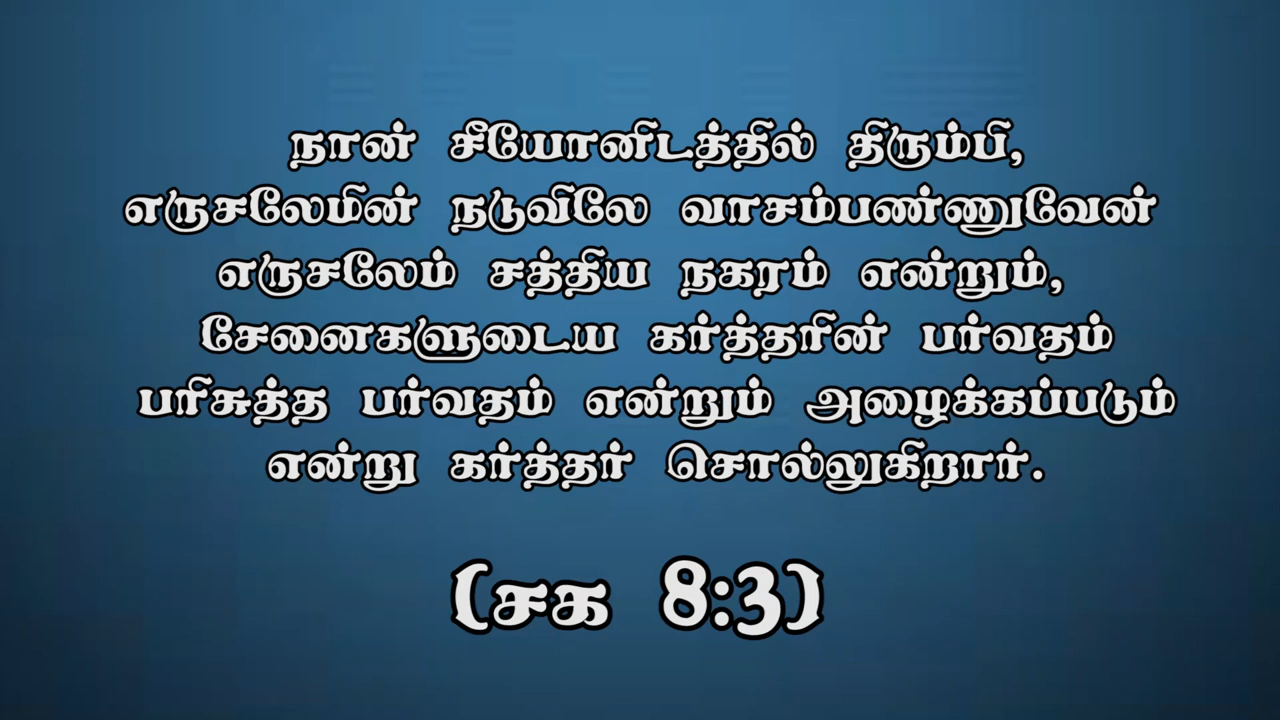 நான் சீயோனிடத்தில் திரும்பி,
எருசலேமின் நடுவிலே வாசம்பண்ணுவேன்
எருசலேம் சத்திய நகரம் என்றும்,
சேனைகளுடைய கர்த்தரின் பர்வதம்
பரிசுத்த பர்வதம் என்றும் அழைக்கப்படும்
என்று கர்த்தர் சொல்லுகிறார்.
(சக 8:3)